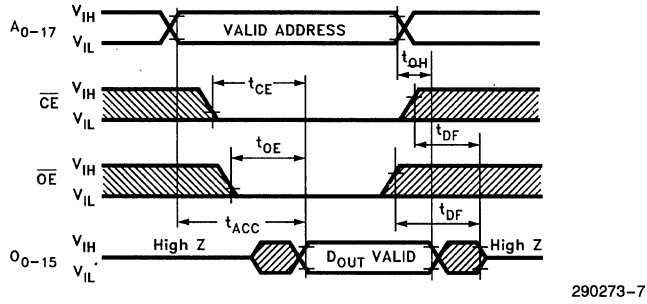 A0-17 VIH VIL VALID ADDRESS
tOH
CE VIH VIL tCE
tDF
OE VIH VIL tOE
tACC tDF
O0-15 VIH VIL High Z DOUT VALID High Z
290273-7